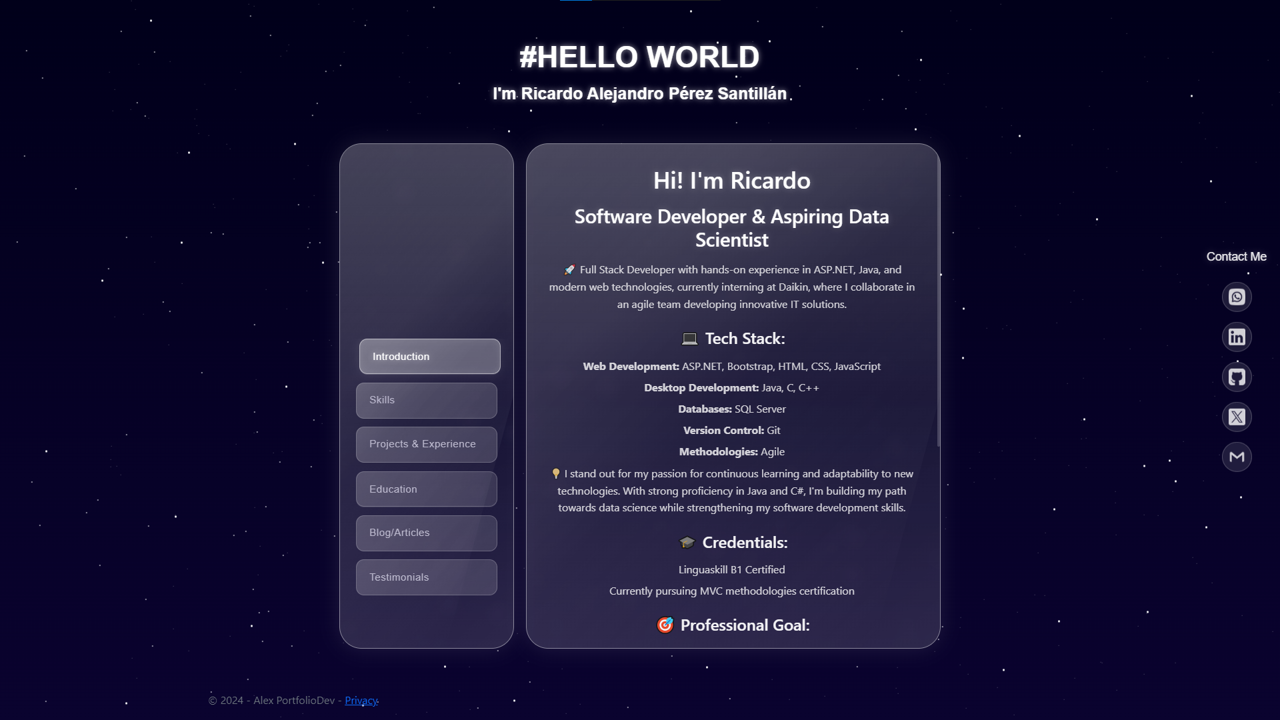 #HELLO WORLD
I'm Ricardo Alejandro Pérez Santillán
Introduction
Skills
Projects & Experience
Education
Blog/Articles
Testimonials
Hi! I'm Ricardo
Software Developer & Aspiring Data
Scientist
🚀 Full Stack Developer with hands-on experience in ASP.NET, Java, and
modern web technologies, currently interning at Daikin, where I collaborate in
an agile team developing innovative IT solutions.
💻 Tech Stack:
Web Development: ASP.NET, Bootstrap, HTML, CSS, JavaScript
Desktop Development: Java, C, C++
Databases: SQL Server
Version Control: Git
Methodologies: Agile
💡 I stand out for my passion for continuous learning and adaptability to new
technologies. With strong proficiency in Java and C#, I'm building my path
towards data science while strengthening my software development skills.
🎓 Credentials:
Linguaskill B1 Certified
Currently pursuing MVC methodologies certification
🎯 Professional Goal:
Contact Me
© 2024 - Alex PortfolioDev - Privacy